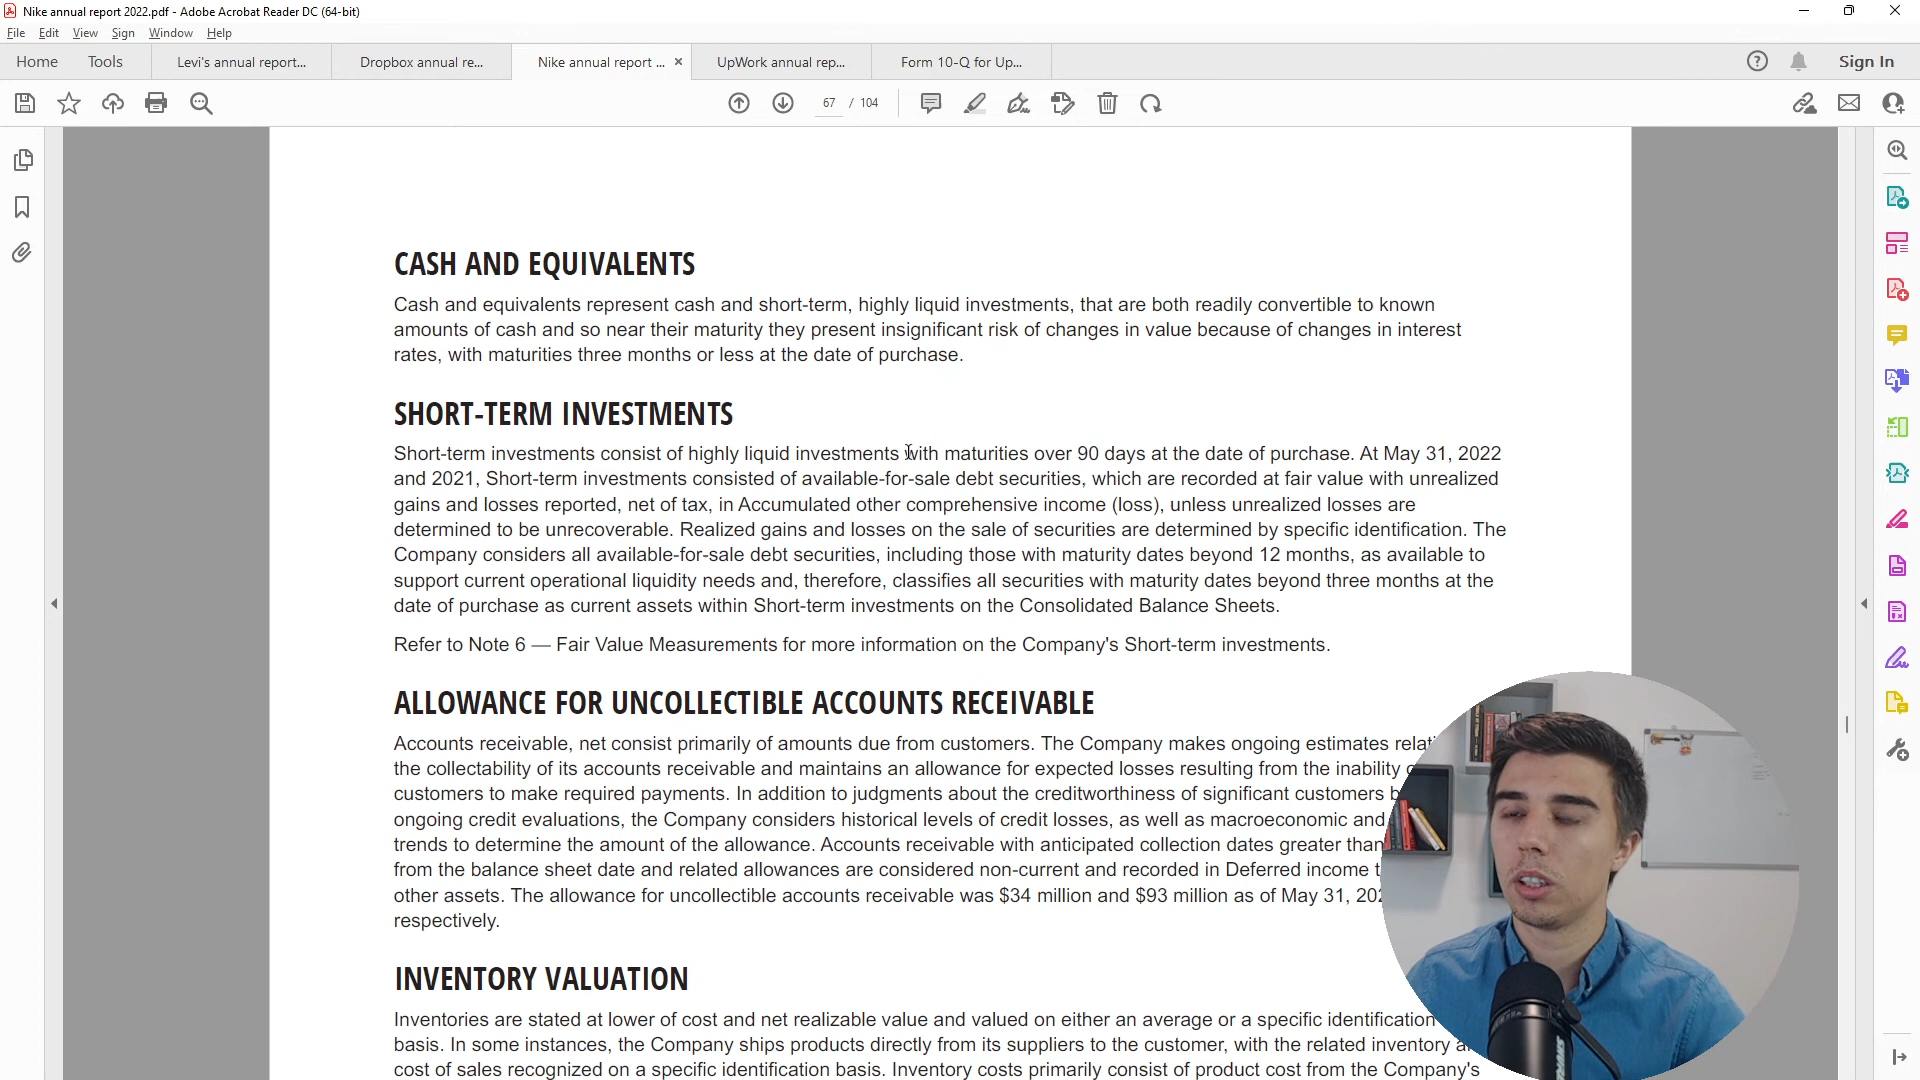 Nike annual report 2022.pdf - Adobe Acrobat Reader DC (64-bit)
File Edit View Sign Window Help
Home Tools Levi's annual report... Dropbox annual re... Nike annual report ... UpWork annual rep... Form 10-Q for Up... Sign In
67 / 104
CASH AND EQUIVALENTS
Cash and equivalents represent cash and short-term, highly liquid investments, that are both readily convertible to known
amounts of cash and so near their maturity they present insignificant risk of changes in value because of changes in interest
rates, with maturities three months or less at the date of purchase.
SHORT-TERM INVESTMENTS
Short-term investments consist of highly liquid investments with maturities over 90 days at the date of purchase. At May 31, 2022
and 2021, Short-term investments consisted of available-for-sale debt securities, which are recorded at fair value with unrealized
gains and losses reported, net of tax, in Accumulated other comprehensive income (loss), unless unrealized losses are
determined to be unrecoverable. Realized gains and losses on the sale of securities are determined by specific identification. The
Company considers all available-for-sale debt securities, including those with maturity dates beyond 12 months, as available to
support current operational liquidity needs and, therefore, classifies all securities with maturity dates beyond three months at the
date of purchase as current assets within Short-term investments on the Consolidated Balance Sheets.
Refer to Note 6 — Fair Value Measurements for more information on the Company's Short-term investments.
ALLOWANCE FOR UNCOLLECTIBLE ACCOUNTS RECEIVABLE
Accounts receivable, net consist primarily of amounts due from customers. The Company makes ongoing estimates
the collectability of its accounts receivable and maintains an allowance for expected losses resulting from the inability
customers to make required payments. In addition to judgments about the creditworthiness of significant customers
ongoing credit evaluations, the Company considers historical levels of credit losses, as well as macroeconomic and
trends to determine the amount of the allowance. Accounts receivable with anticipated collection dates greater than
from the balance sheet date and related allowances are considered non-current and recorded in Deferred income
other assets. The allowance for uncollectible accounts receivable was $34 million and $93 million as of May 31,
respectively.
INVENTORY VALUATION
Inventories are stated at lower of cost and net realizable value and valued on either an average or a specific identification
basis. In some instances, the Company ships products directly from its suppliers to the customer, with the related inventory
cost of sales recognized on a specific identification basis. Inventory costs primarily consist of product cost from the Company's